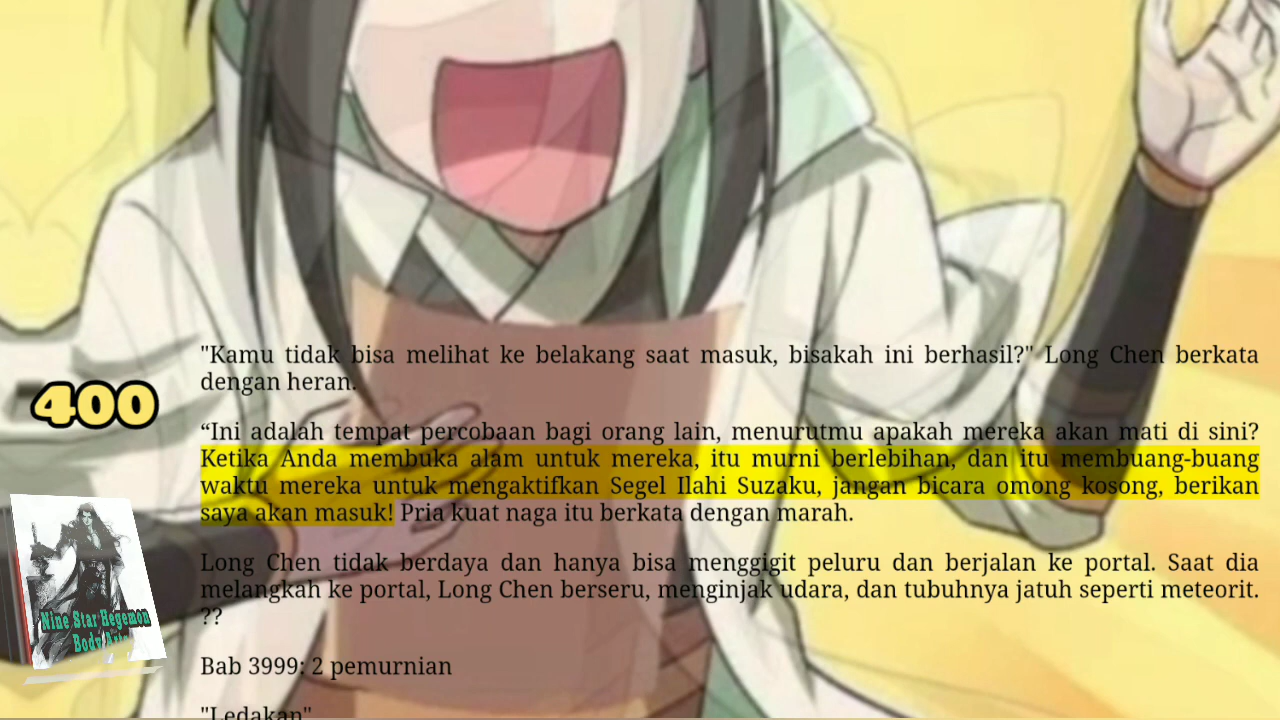 "Kamu tidak bisa melihat ke belakang saat masuk, bisakah ini berhasil?" Long Chen berkata
dengan heran.
400
“Ini adalah tempat percobaan bagi orang lain, menurutmu apakah mereka akan mati di sini?
Ketika Anda membuka alam untuk mereka, itu murni berlebihan, dan itu membuang-buang
waktu mereka untuk mengaktifkan Segel Ilahi Suzaku, jangan bicara omong kosong, berikan
saya akan masuk! Pria kuat naga itu berkata dengan marah.
Long Chen tidak berdaya dan hanya bisa menggigit peluru dan berjalan ke portal. Saat dia
melangkah ke portal, Long Chen berseru, menginjak udara, dan tubuhnya jatuh seperti meteorit.
??
Nine Star Hegemon
Body Arts
Bab 3999: 2 pemurnian
"Ledakan"